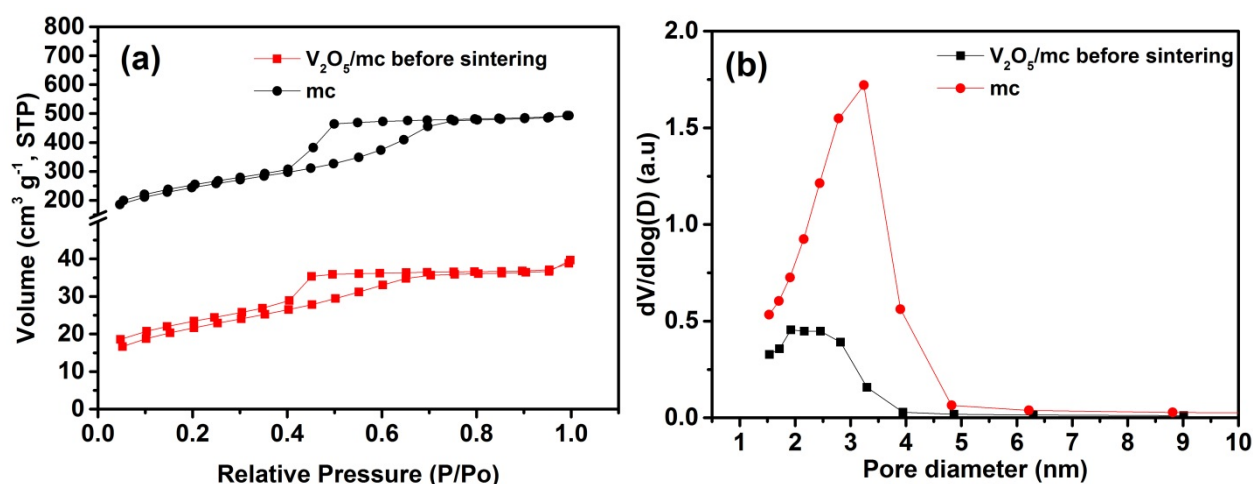 (a)
V₂O₅/mc before sintering
mc
Volume (cm³ g⁻¹, STP)
800
700
600
500
400
300
200
40
30
20
10
0
0.0 0.2 0.4 0.6 0.8 1.0
Relative Pressure (P/Po)
(b)
V₂O₅/mc before sintering
mc
dV/dlog(D) (a.u)
2.0
1.5
1.0
0.5
0.0
1 2 3 4 5 6 7 8 9 10
Pore diameter (nm)